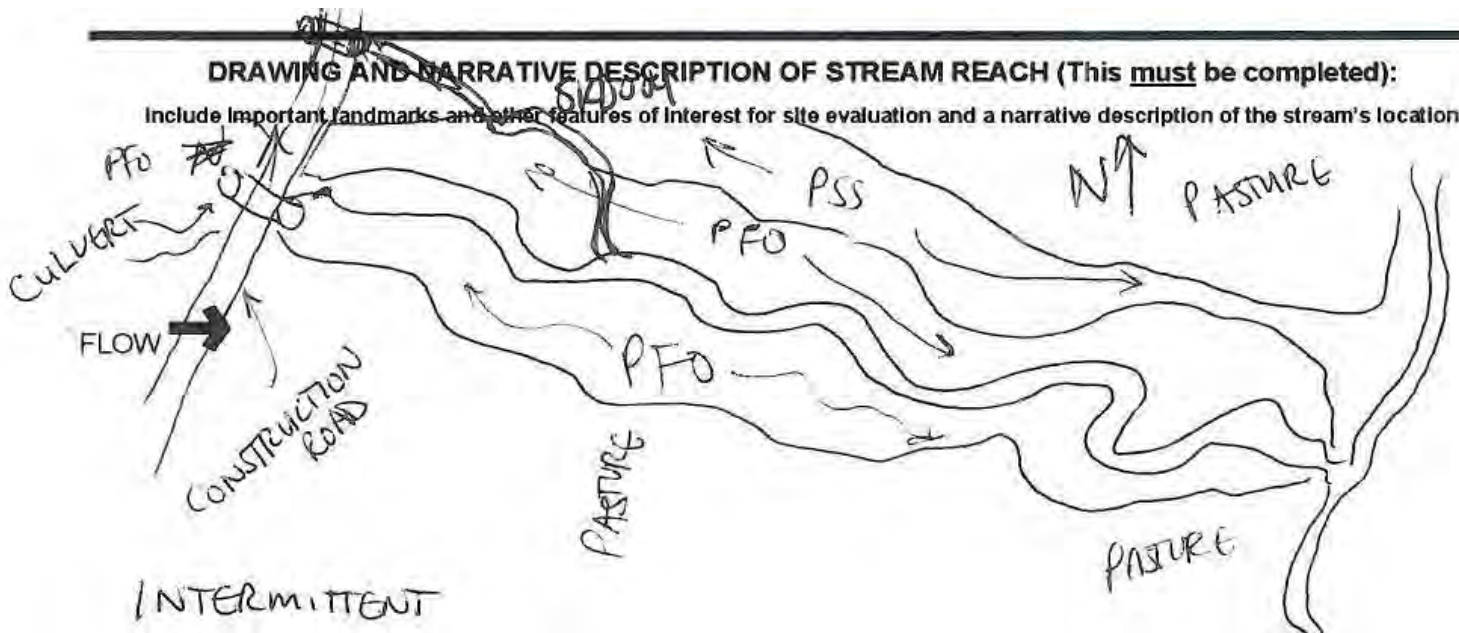 DRAWING AND NARRATIVE DESCRIPTION OF STREAM REACH (This must be completed):
Include Important landmarks and other features of Interest for site evaluation and a narrative description of the stream's location
PFO
CULVERT
PSS
N
PASTURE
PFO
FLOW
PFO
CONSTRUCTION
ROAD
PASTURE
PASTURE
INTERMITTENT